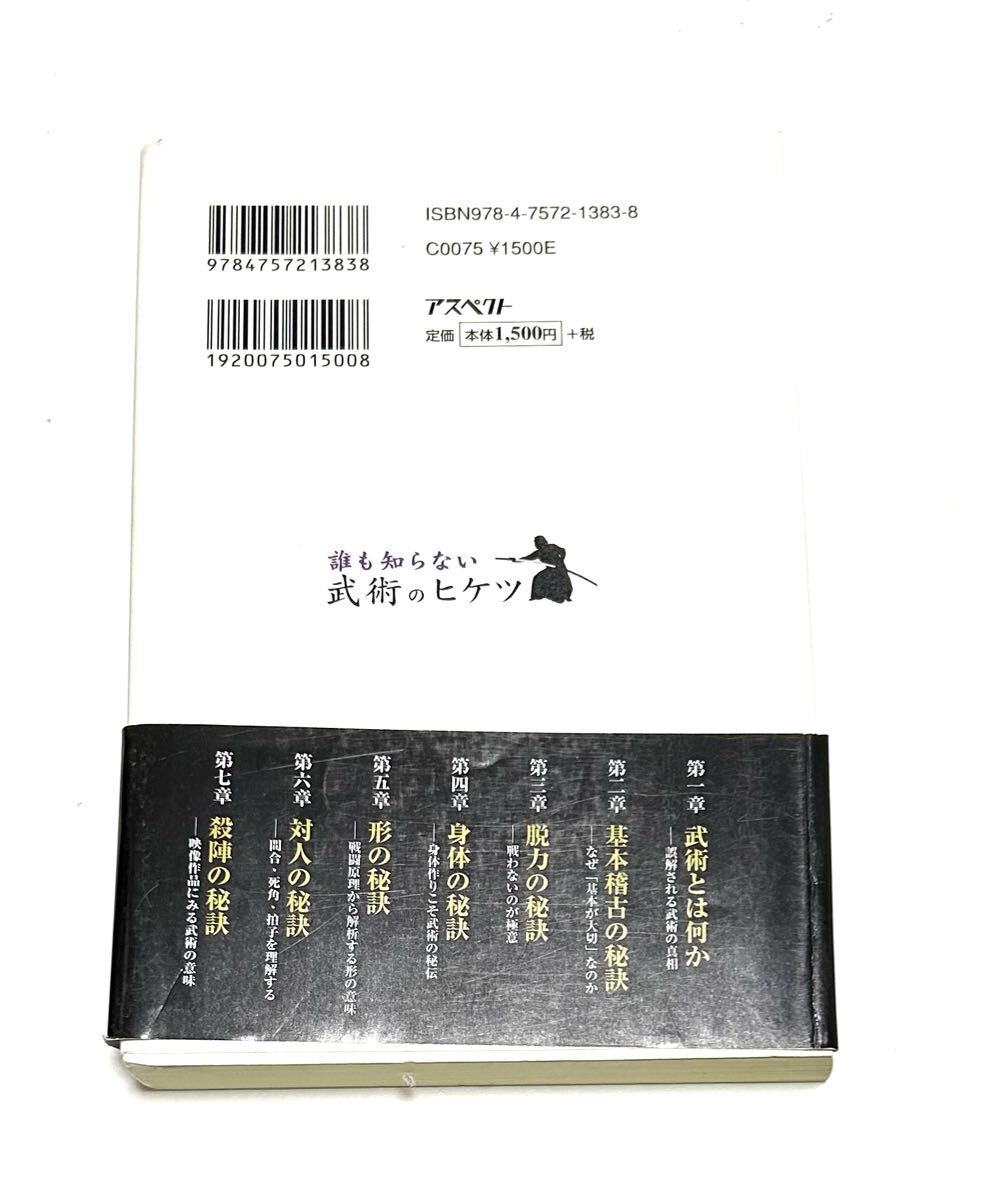 ISBN978-4-7572-1383-8
9784757213838
C0075 ¥1500E
アスペクト
定価 本体1,500円 +税
1920075015008
誰も知らない
武術のヒケツ
第一章 武術とは何か
―誤解される武術の真相
第二章 基本稽古の秘訣
―なぜ「基本が大切」なのか
第三章 脱力の秘訣
―戦わないのが極意
第四章 身体の秘訣
―身体作りこそ武術の秘伝
第五章 形の秘訣
―戦闘原理から解析する形の意味
第六章 対人の秘訣
―間合・死角・拍子を理解する
第七章 殺陣の秘訣
―映像作品にみる武術の意味